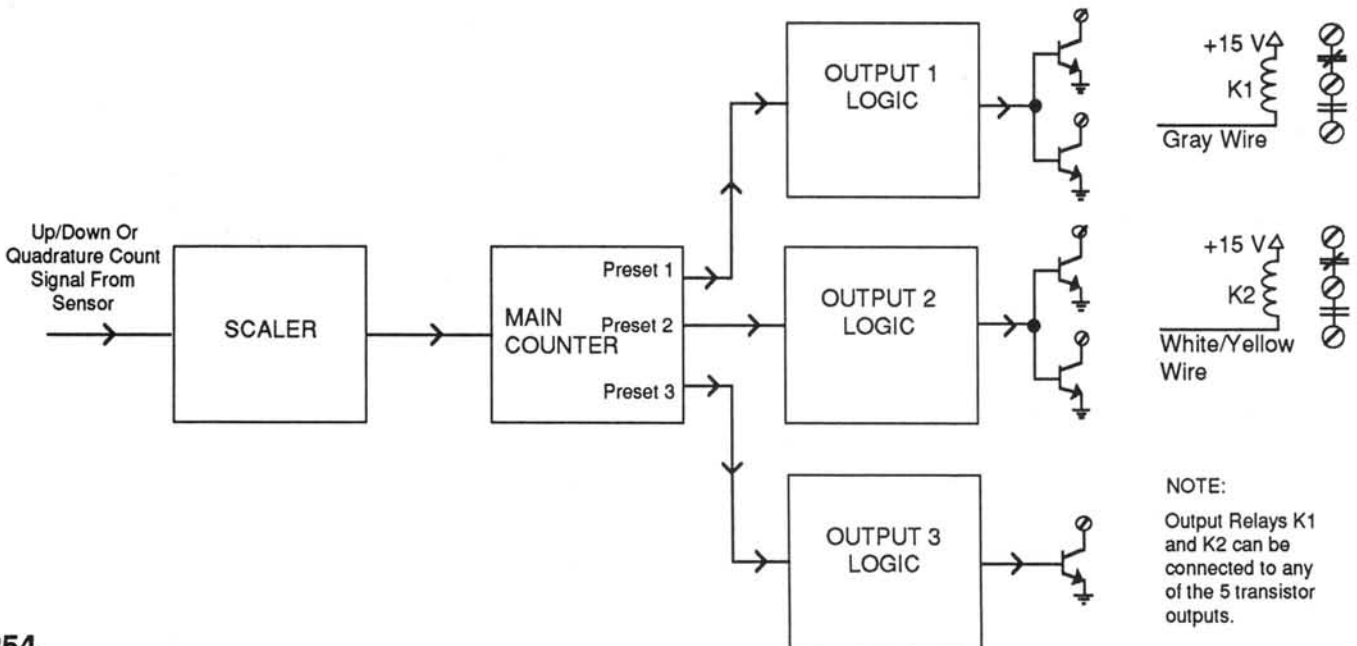 Up/Down Or
Quadrature Count
Signal From
Sensor
SCALER
MAIN
COUNTER
Preset 1
Preset 2
Preset 3
OUTPUT 1
LOGIC
OUTPUT 2
LOGIC
OUTPUT 3
LOGIC
+15 V
K1
Gray Wire
+15 V
K2
White/Yellow
Wire
NOTE:
Output Relays K1
and K2 can be
connected to any
of the 5 transistor
outputs.